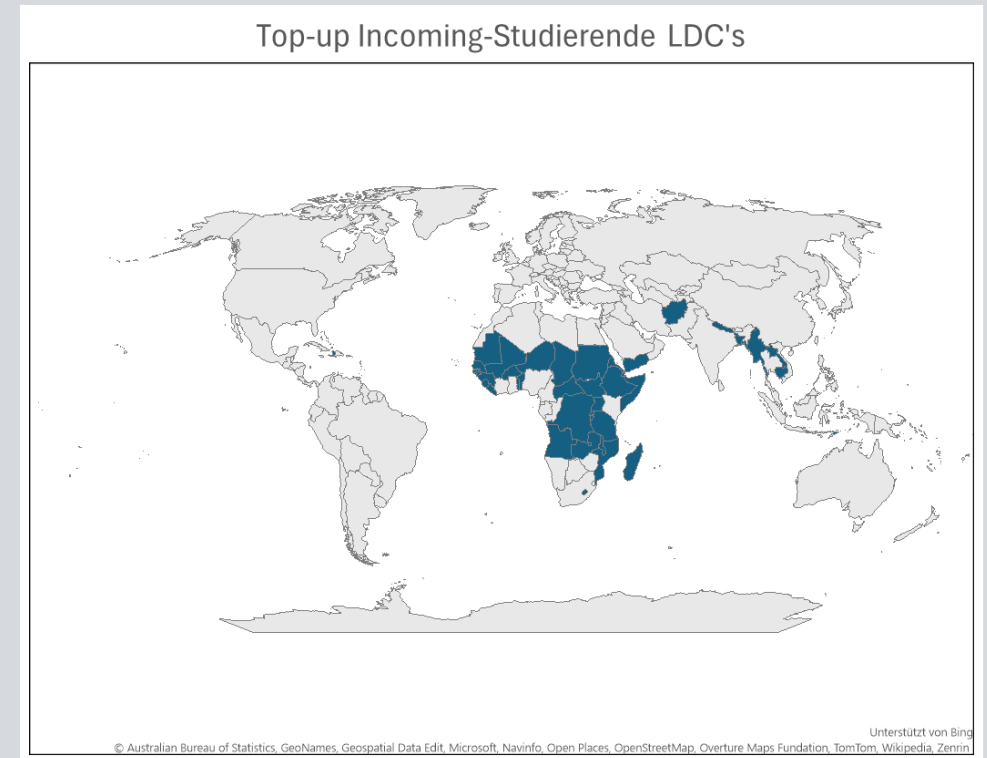 Top-up Incoming-Studierende LDC's
Unterstützt von Bing
© Australian Bureau of Statistics, GeoNames, Geospatial Data Edit, Microsoft, Navinfo, Open Places, OpenStreetMap, Overture Maps Fundation, TomTom, Wikipedia, Zenrin